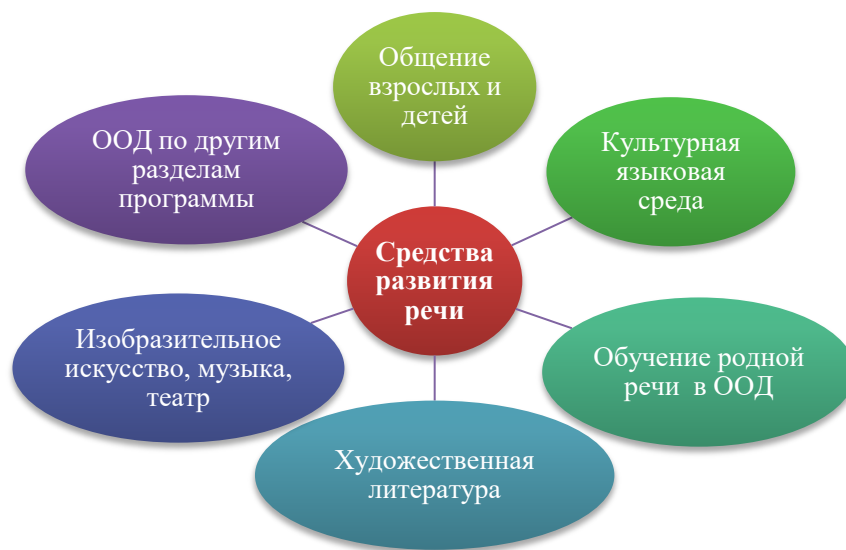 Общение
взрослых и
детей
Культурная
языковая
среда
Обучение родной
речи в ООД
Художественная
литература
Изобразительное
искусство, музыка,
театр
ООД по другим
разделам
программы
Средства
развития
речи